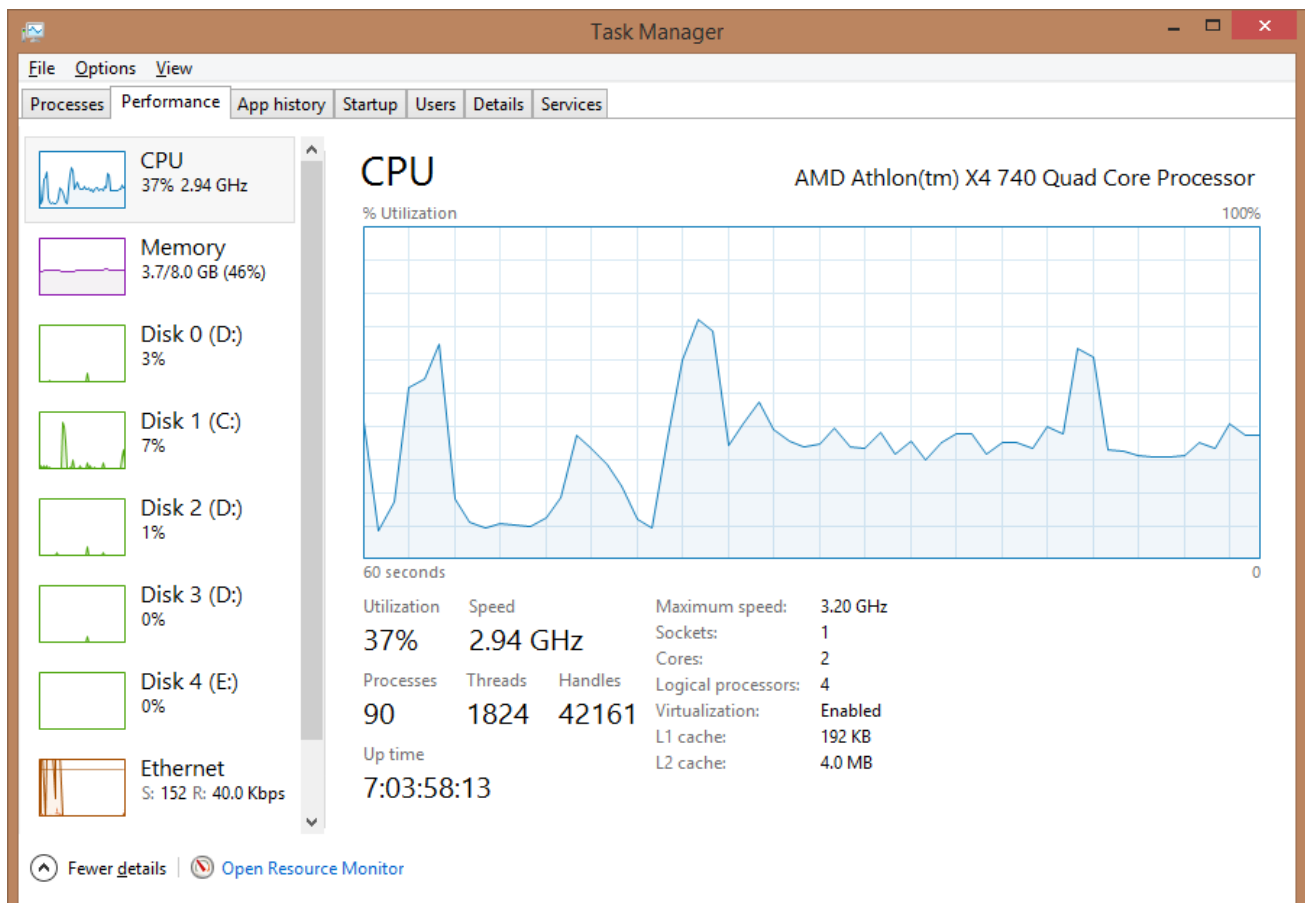 Task Manager
File Options View
Processes Performance App history Startup Users Details Services
CPU
37% 2.94 GHz
Memory
3.7/8.0 GB (46%)
Disk 0 (D:)
3%
Disk 1 (C:)
7%
Disk 2 (D:)
1%
Disk 3 (D:)
0%
Disk 4 (E:)
0%
Ethernet
S: 152 R: 40.0 Kbps
CPU
AMD Athlon(tm) X4 740 Quad Core Processor
% Utilization 100%
60 seconds 0
Utilization Speed
37% 2.94 GHz
Processes Threads Handles
90 1824 42161
Up time
7:03:58:13
Maximum speed: 3.20 GHz
Sockets: 1
Cores: 2
Logical processors: 4
Virtualization: Enabled
L1 cache: 192 KB
L2 cache: 4.0 MB
Fewer details Open Resource Monitor